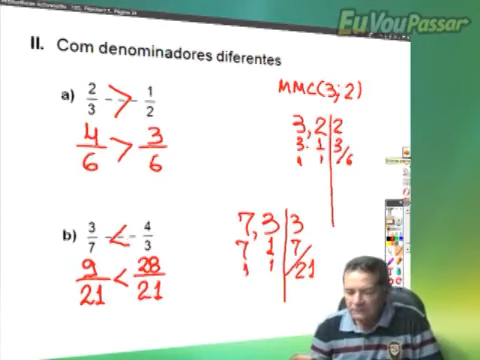 EuVouPassar
II. Com denominadores diferentes
MMC(3;2)
a) 2/3 > 1/2
4/6 > 3/6
3, 2 | 2
3 1 | 3
1 1 | 6
b) 3/7 < 4/3
9/21 < 28/21
7, 3 | 3
7 1 | 7
1 1 | 21